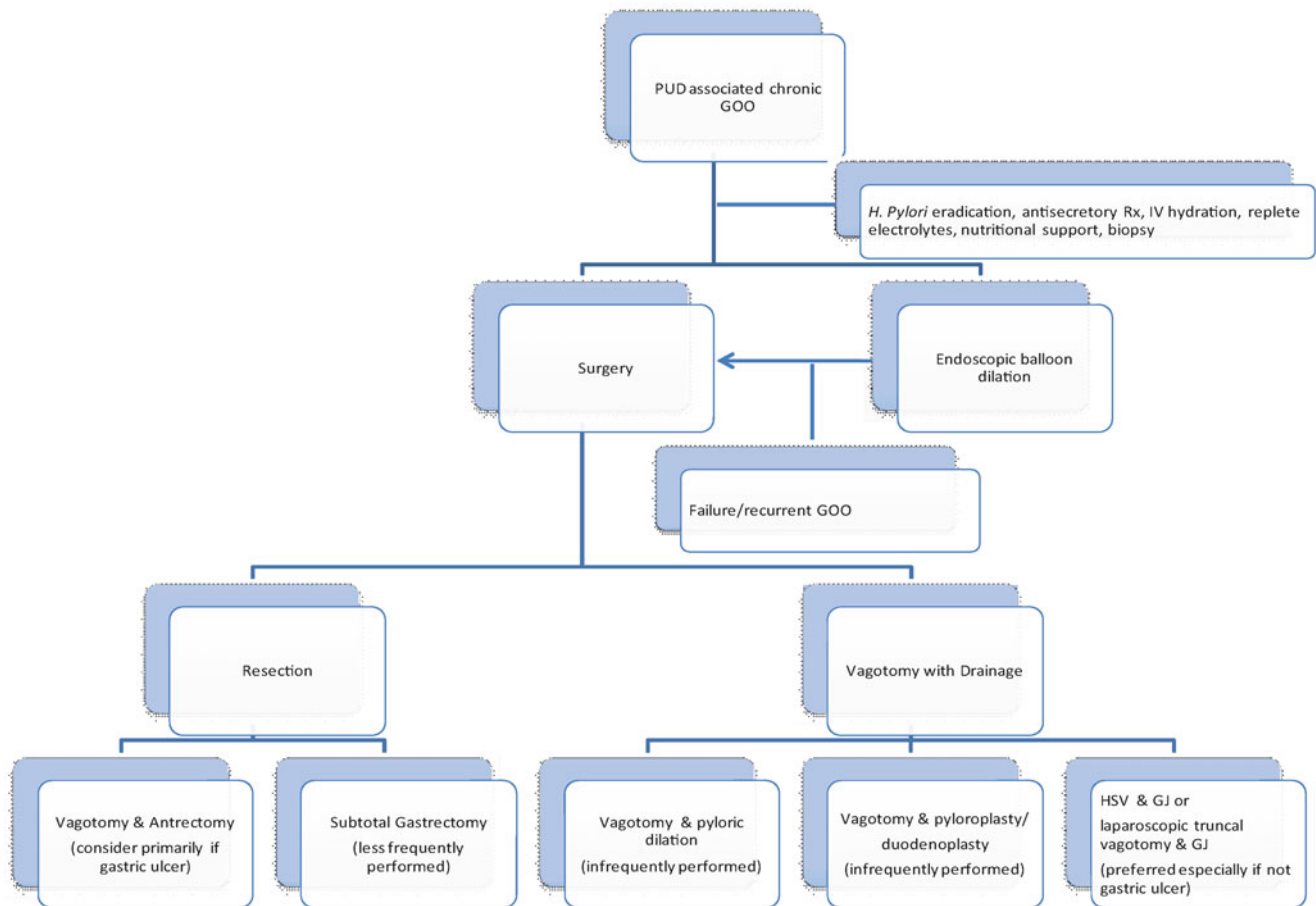 PUD associated chronic
GOO
H. Pylori eradication, antisecretory Rx, IV hydration, replete
electrolytes, nutritional support, biopsy
Surgery
Endoscopic balloon
dilation
Failure/recurrent GOO
Resection
Vagotomy with Drainage
Vagotomy & Antrectomy
(consider primarily if
gastric ulcer)
Subtotal Gastrectomy
(less frequently
performed)
Vagotomy & pyloric
dilation
(infrequently performed)
Vagotomy & pyloroplasty/
duodenoplasty
(infrequently performed)
HSV & GJ or
laparoscopic truncal
vagotomy & GJ
(preferred especially if not
gastric ulcer)